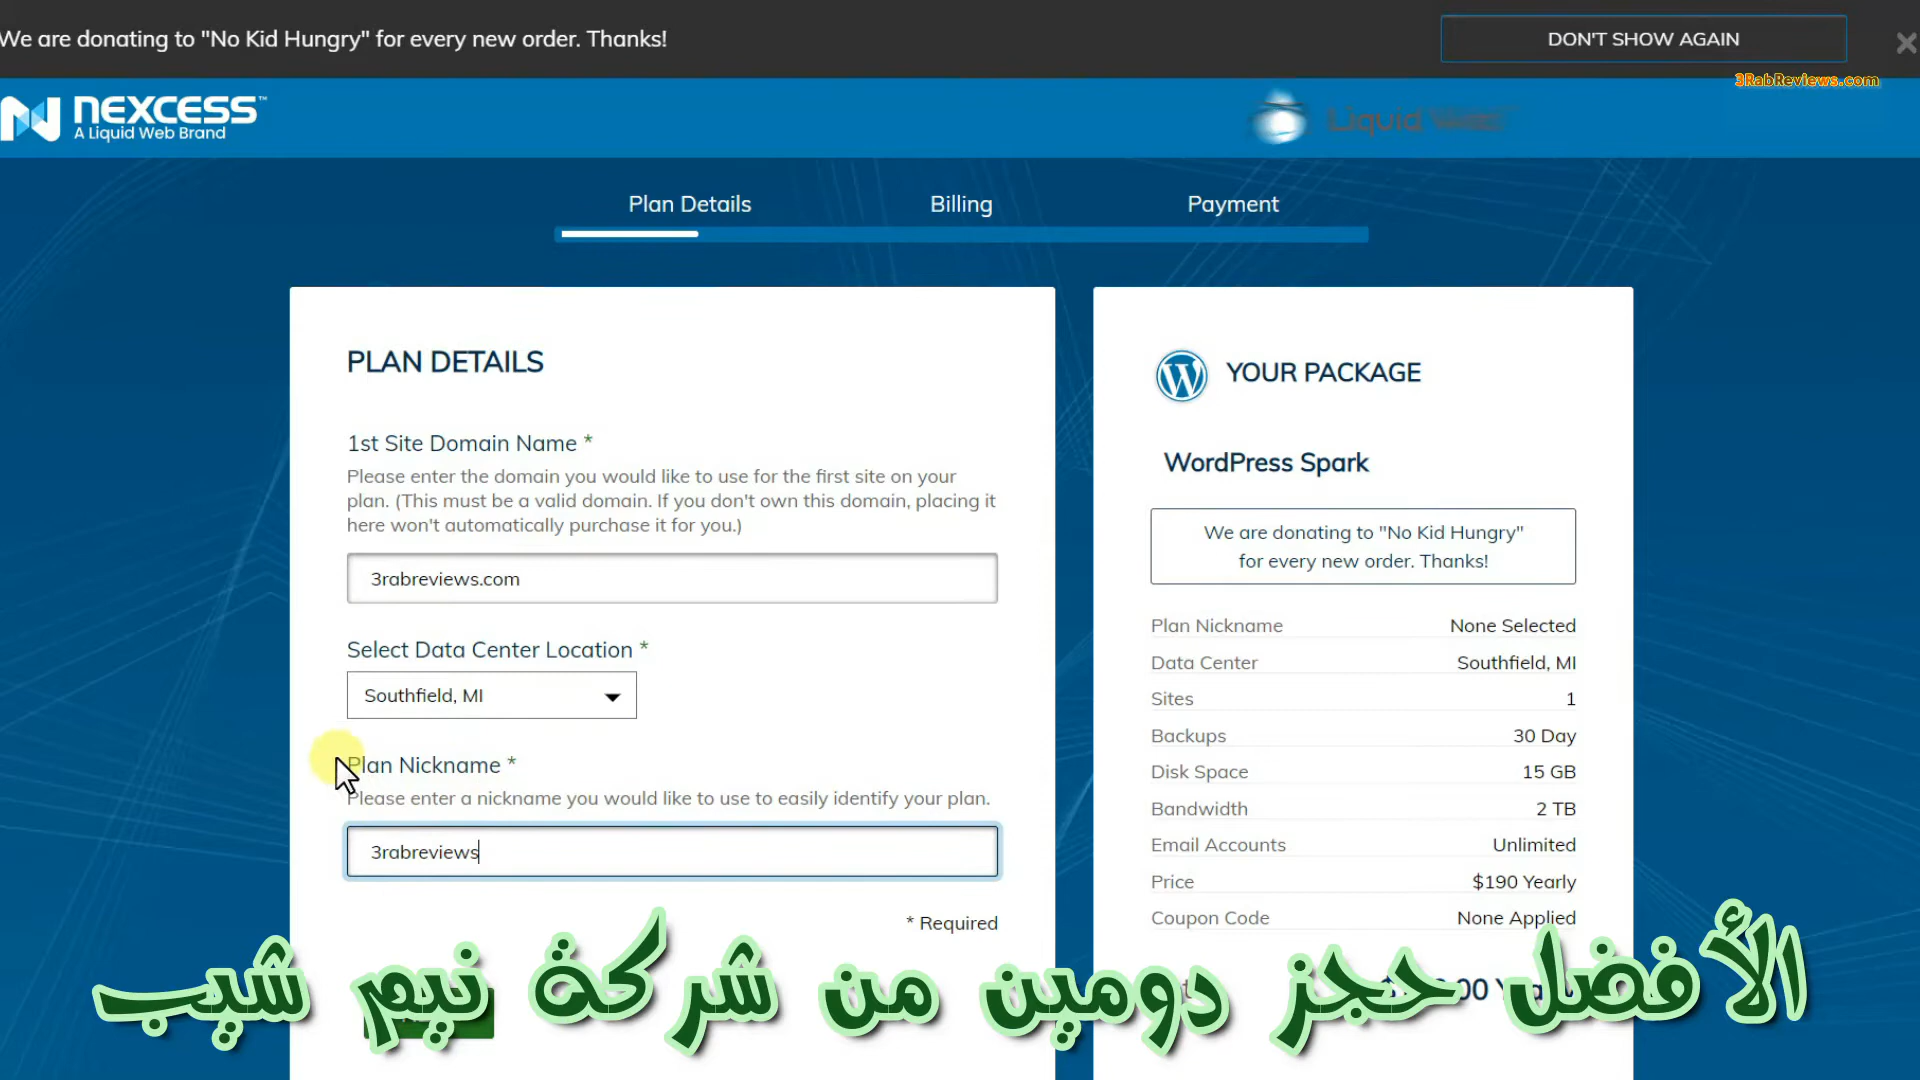 We are donating to "No Kid Hungry" for every new order. Thanks!
DON'T SHOW AGAIN
3RabReviews.com
NEXCESS™
A Liquid Web Brand
Liquid Web
Plan Details
Billing
Payment
PLAN DETAILS
1st Site Domain Name *
Please enter the domain you would like to use for the first site on your
plan. (This must be a valid domain. If you don't own this domain, placing it
here won't automatically purchase it for you.)
3rabreviews.com
Select Data Center Location *
Southfield, MI
Plan Nickname *
Please enter a nickname you would like to use to easily identify your plan.
3rabreviews
* Required
YOUR PACKAGE
WordPress Spark
We are donating to "No Kid Hungry"
for every new order. Thanks!
Plan Nickname None Selected
Data Center Southfield, MI
Sites 1
Backups 30 Day
Disk Space 15 GB
Bandwidth 2 TB
Email Accounts Unlimited
Price $190 Yearly
Coupon Code None Applied
الأفضل حجز دومين من شركة نيم شيب